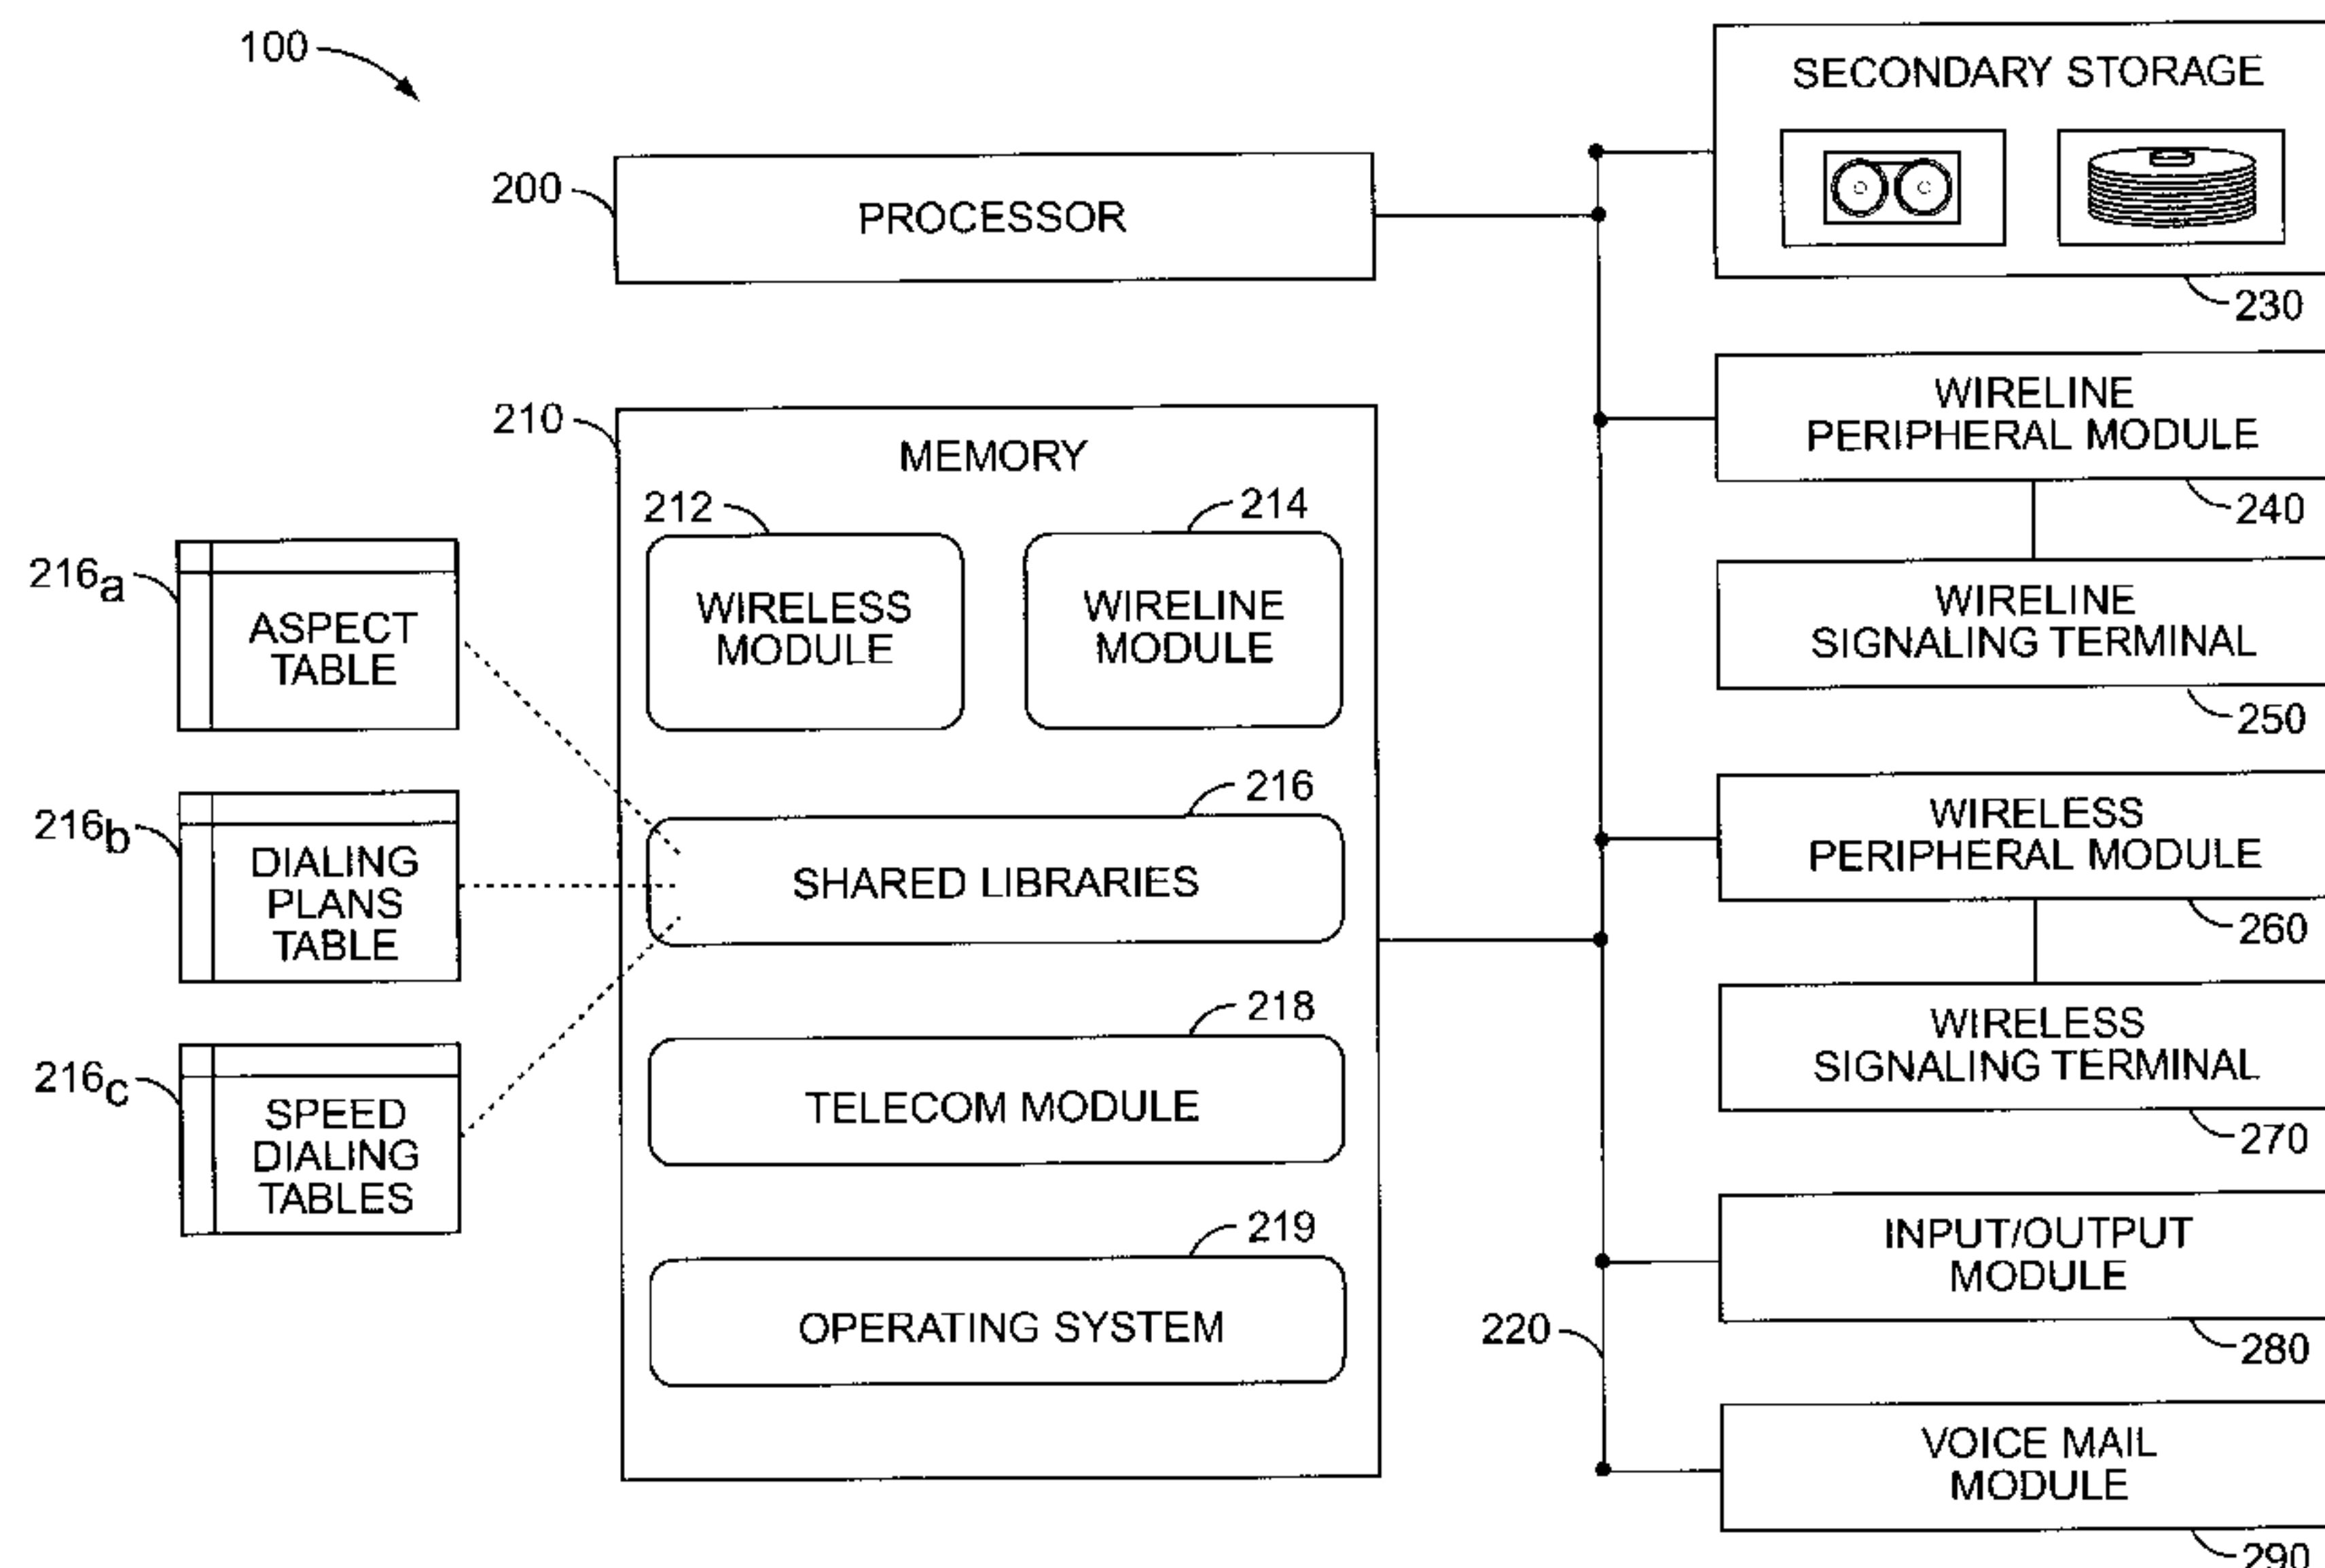 100
200
PROCESSOR
SECONDARY STORAGE
230
210
MEMORY
212
WIRELESS
MODULE
214
WIRELINE
MODULE
216a
ASPECT
TABLE
216b
DIALING
PLANS
TABLE
216c
SPEED
DIALING
TABLES
216
SHARED LIBRARIES
218
TELECOM MODULE
219
OPERATING SYSTEM
220
WIRELINE
PERIPHERAL MODULE
240
WIRELINE
SIGNALING TERMINAL
250
WIRELESS
PERIPHERAL MODULE
260
WIRELESS
SIGNALING TERMINAL
270
INPUT/OUTPUT
MODULE
280
VOICE MAIL
MODULE
290